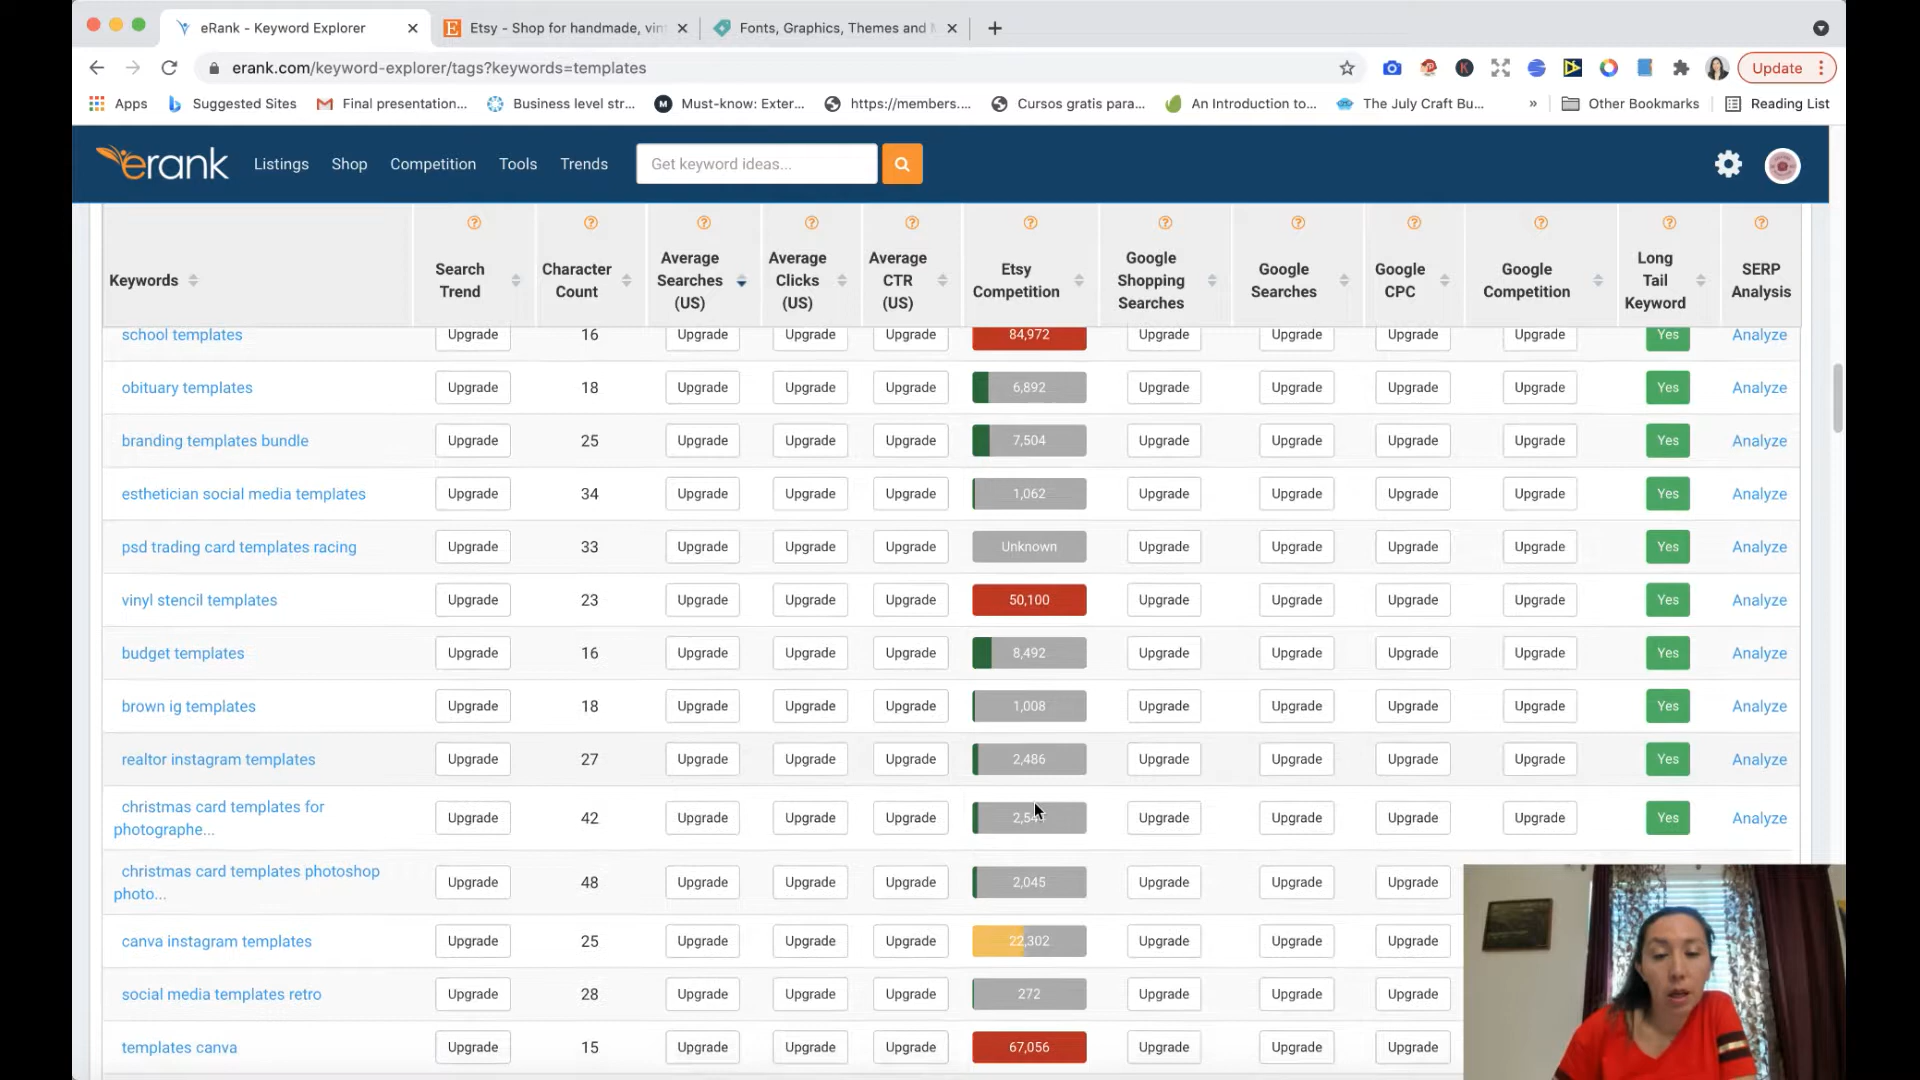 eRank - Keyword Explorer
Etsy - Shop for handmade, vin
Fonts, Graphics, Themes and
erank.com/keyword-explorer/tags?keywords=templates
Update
Apps
Suggested Sites
Final presentation...
Business level str...
Must-know: Exter...
https://members....
Cursos gratis para...
An Introduction to...
The July Craft Bu...
»
Other Bookmarks
Reading List
erank
Listings
Shop
Competition
Tools
Trends
Get keyword ideas...
Keywords
Search Trend
Character Count
Average Searches (US)
Average Clicks (US)
Average CTR (US)
Etsy Competition
Google Shopping Searches
Google Searches
Google CPC
Google Competition
Long Tail Keyword
SERP Analysis
school templates Upgrade 16 Upgrade Upgrade Upgrade 84,972 Upgrade Upgrade Upgrade Upgrade Yes Analyze
obituary templates Upgrade 18 Upgrade Upgrade Upgrade 6,892 Upgrade Upgrade Upgrade Upgrade Yes Analyze
branding templates bundle Upgrade 25 Upgrade Upgrade Upgrade 7,504 Upgrade Upgrade Upgrade Upgrade Yes Analyze
esthetician social media templates Upgrade 34 Upgrade Upgrade Upgrade 1,062 Upgrade Upgrade Upgrade Upgrade Yes Analyze
psd trading card templates racing Upgrade 33 Upgrade Upgrade Upgrade Unknown Upgrade Upgrade Upgrade Upgrade Yes Analyze
vinyl stencil templates Upgrade 23 Upgrade Upgrade Upgrade 50,100 Upgrade Upgrade Upgrade Upgrade Yes Analyze
budget templates Upgrade 16 Upgrade Upgrade Upgrade 8,492 Upgrade Upgrade Upgrade Upgrade Yes Analyze
brown ig templates Upgrade 18 Upgrade Upgrade Upgrade 1,008 Upgrade Upgrade Upgrade Upgrade Yes Analyze
realtor instagram templates Upgrade 27 Upgrade Upgrade Upgrade 2,486 Upgrade Upgrade Upgrade Upgrade Yes Analyze
christmas card templates for
photographe... Upgrade 42 Upgrade Upgrade Upgrade Upgrade Upgrade Upgrade Upgrade Yes Analyze
christmas card templates photoshop
photo... Upgrade 48 Upgrade Upgrade Upgrade 2,045 Upgrade Upgrade Upgrade
canva instagram templates Upgrade 25 Upgrade Upgrade Upgrade 22,302 Upgrade Upgrade Upgrade
social media templates retro Upgrade 28 Upgrade Upgrade Upgrade 272 Upgrade Upgrade Upgrade
templates canva Upgrade 15 Upgrade Upgrade Upgrade 67,056 Upgrade Upgrade Upgrade